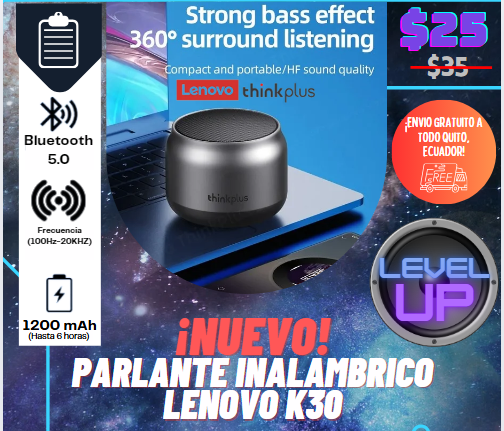 Strong bass effect
360° surround listening
Compact and portable/HF sound quality
Lenovo thinkplus
$25
$35
¡ENVIO GRATUITO A
TODO QUITO,
ECUADOR!
FREE
Bluetooth
5.0
Frecuencia
(100Hz-20KHZ)
1200 mAh
(Hasta 6 horas)
thinkplus
LEVEL
UP
¡NUEVO!
PARLANTE INALAMBRICO
LENOVO K30